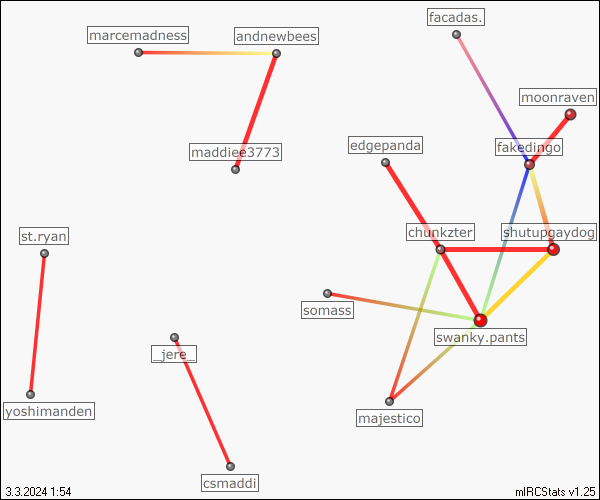 facadas.
marcemadness
andnewbees
moonraven
edgepanda
fakedingo
maddiee3773
st.ryan
chunkzter
shutupgaydog
somass
swanky.pants
_jere_
yoshimanden
majestico
csmaddi
3.3.2024 1:54
mIRCStats v1.25